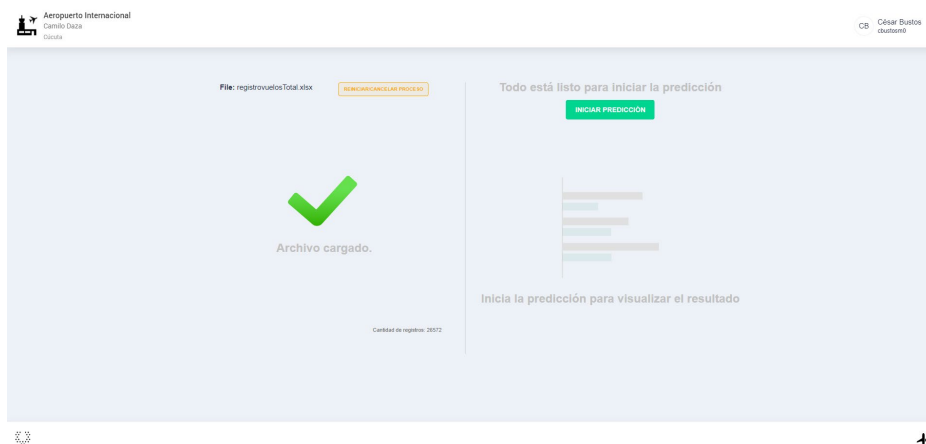 Aeropuerto Internacional
Camilo Daza
Cúcuta
CB
César Bustos
cbustosm0
File: registrovuelosTotal.xlsx
REINICIAR/CANCELAR PROCESO
Todo está listo para iniciar la predicción
INICIAR PREDICCIÓN
Archivo cargado.
Inicia la predicción para visualizar el resultado
Cantidad de registros: 26572